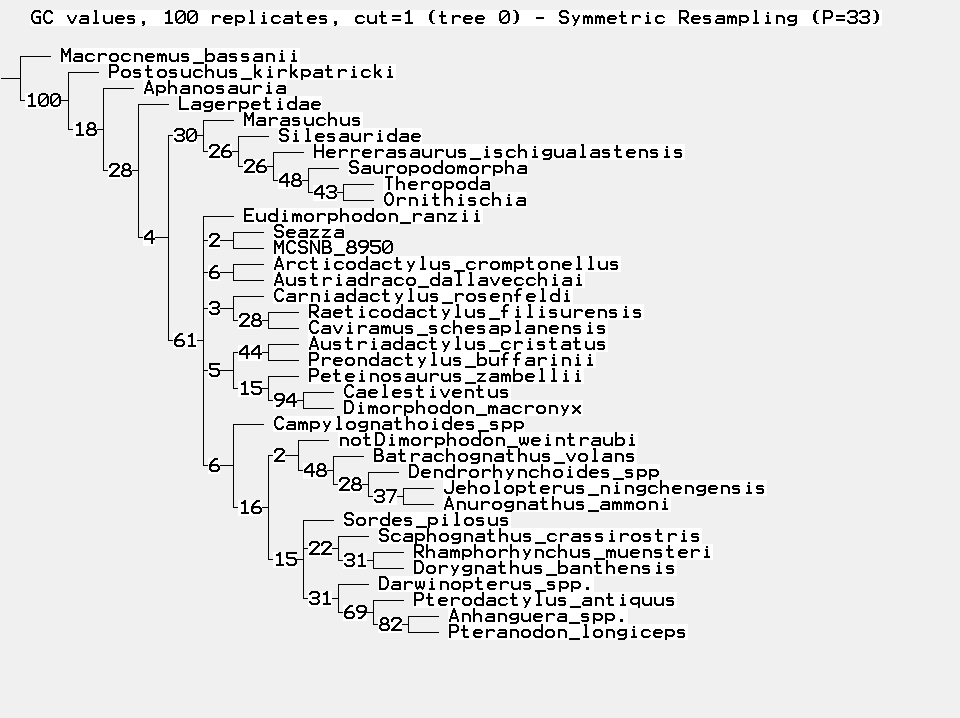 GC values, 100 replicates, cut=1 (tree 0) - Symmetric Resampling (P=33)
Macrocnemus_bassanii
Postosuchus_kirkpatricki
Aphanosauria
100
Lagerpetidae
Marasuchus
18
30
Silesauridae
26
Herrerasaurus_ischigualastensis
26
Sauropodomorpha
28
48
Theropoda
43
Ornithischia
Eudimorphodon_ranzii
Seazza
4
2
MCSNB_8950
Arcticodactylus_cromptonellus
6
Austriadraco_dallavecchiai
Carniadactylus_rosenfeldi
3
Raeticodactylus_filisurensis
28
Caviramus_schesaplanensis
61
Austriadactylus_cristatus
44
Preondactylus_buffarinii
5
Peteinosaurus_zambellii
15
Caelestiventus
94
Dimorphodon_macronyx
Campylognathoides_spp
notDimorphodon_weintraubi
2
Batrachognathus_volans
6
48
Dendrorhynchoides_spp
28
Jeholopterus_ningchengensis
37
Anurognathus_ammoni
16
Sordes_pilosus
Scaphognathus_crassirostris
22
Rhamphorhynchus_muensteri
15
31
Dorygnathus_banthensis
Darwinopterus_spp.
31
Pterodactylus_antiquus
69
Anhanguera_spp.
82
Pteranodon_longiceps